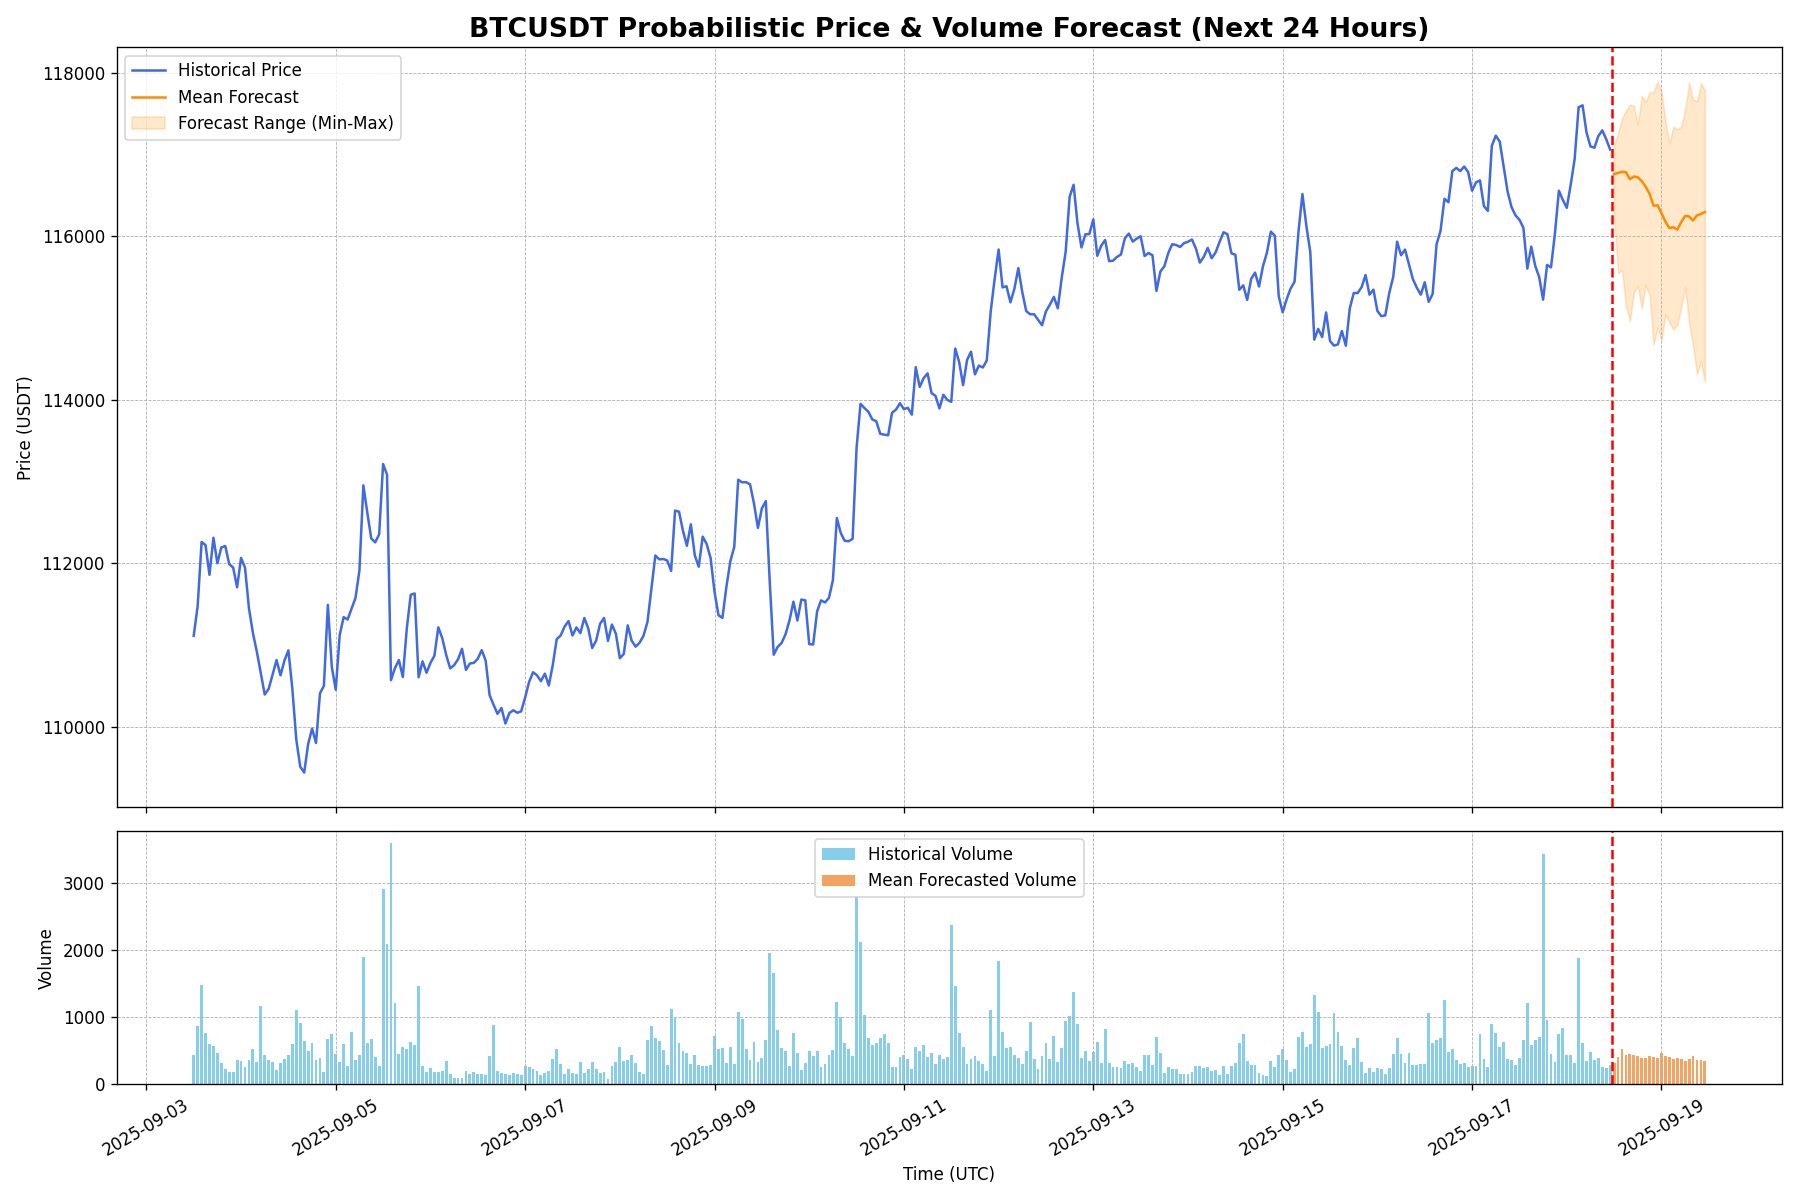 BTCUSDT Probabilistic Price & Volume Forecast (Next 24 Hours)
Historical Price
Mean Forecast
Forecast Range (Min-Max)
118000
116000
114000
112000
110000
Price (USDT)
Historical Volume
Mean Forecasted Volume
3000
2000
1000
0
Volume
2025-09-03
2025-09-05
2025-09-07
2025-09-09
2025-09-11
2025-09-13
2025-09-15
2025-09-17
2025-09-19
Time (UTC)